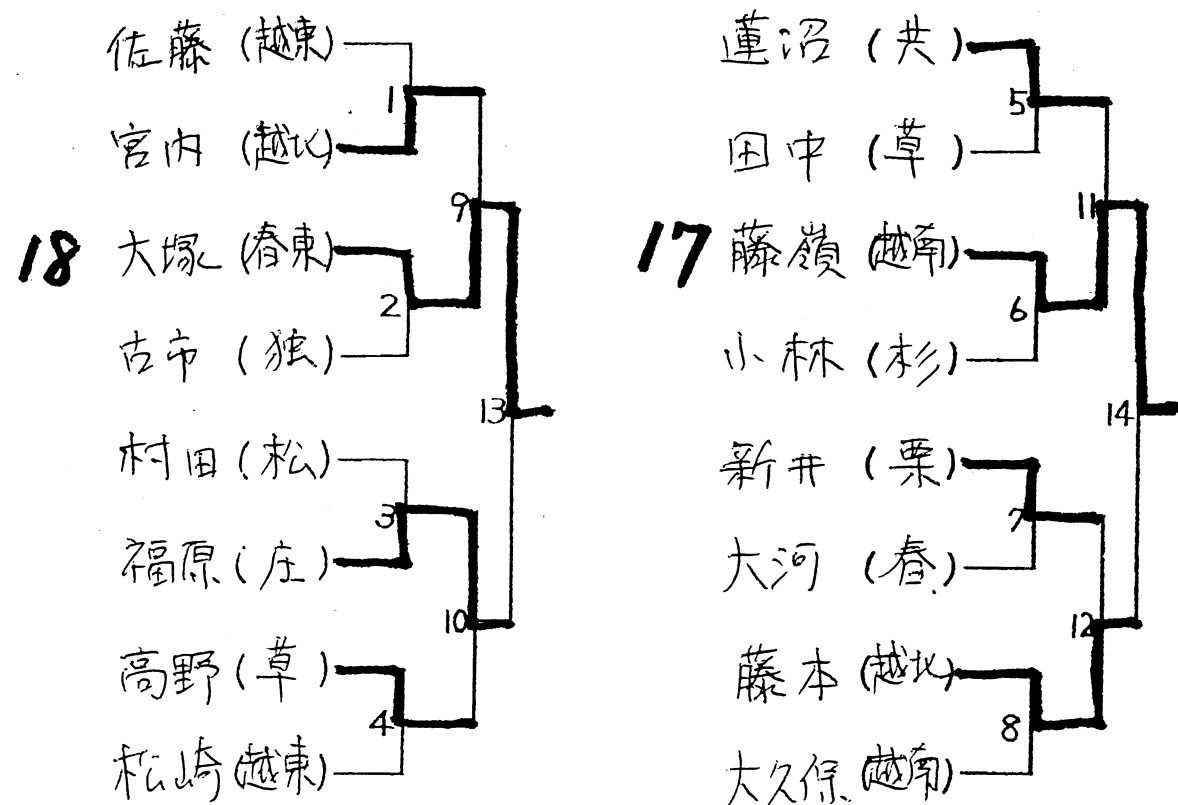 佐藤 (越東)
1
宮内 (越北)
9
18 大塚 (春東)
2
古市 (独)
13
村田 (松)
3
福原 (庄)
10
高野 (草)
4
松崎 (越東)
蓮沼 (共)
5
田中 (草)
11
17 藤嶺 (越南)
6
小林 (杉)
14
新井 (栗)
7
大河 (春)
12
藤本 (越北)
8
大久保 (越南)